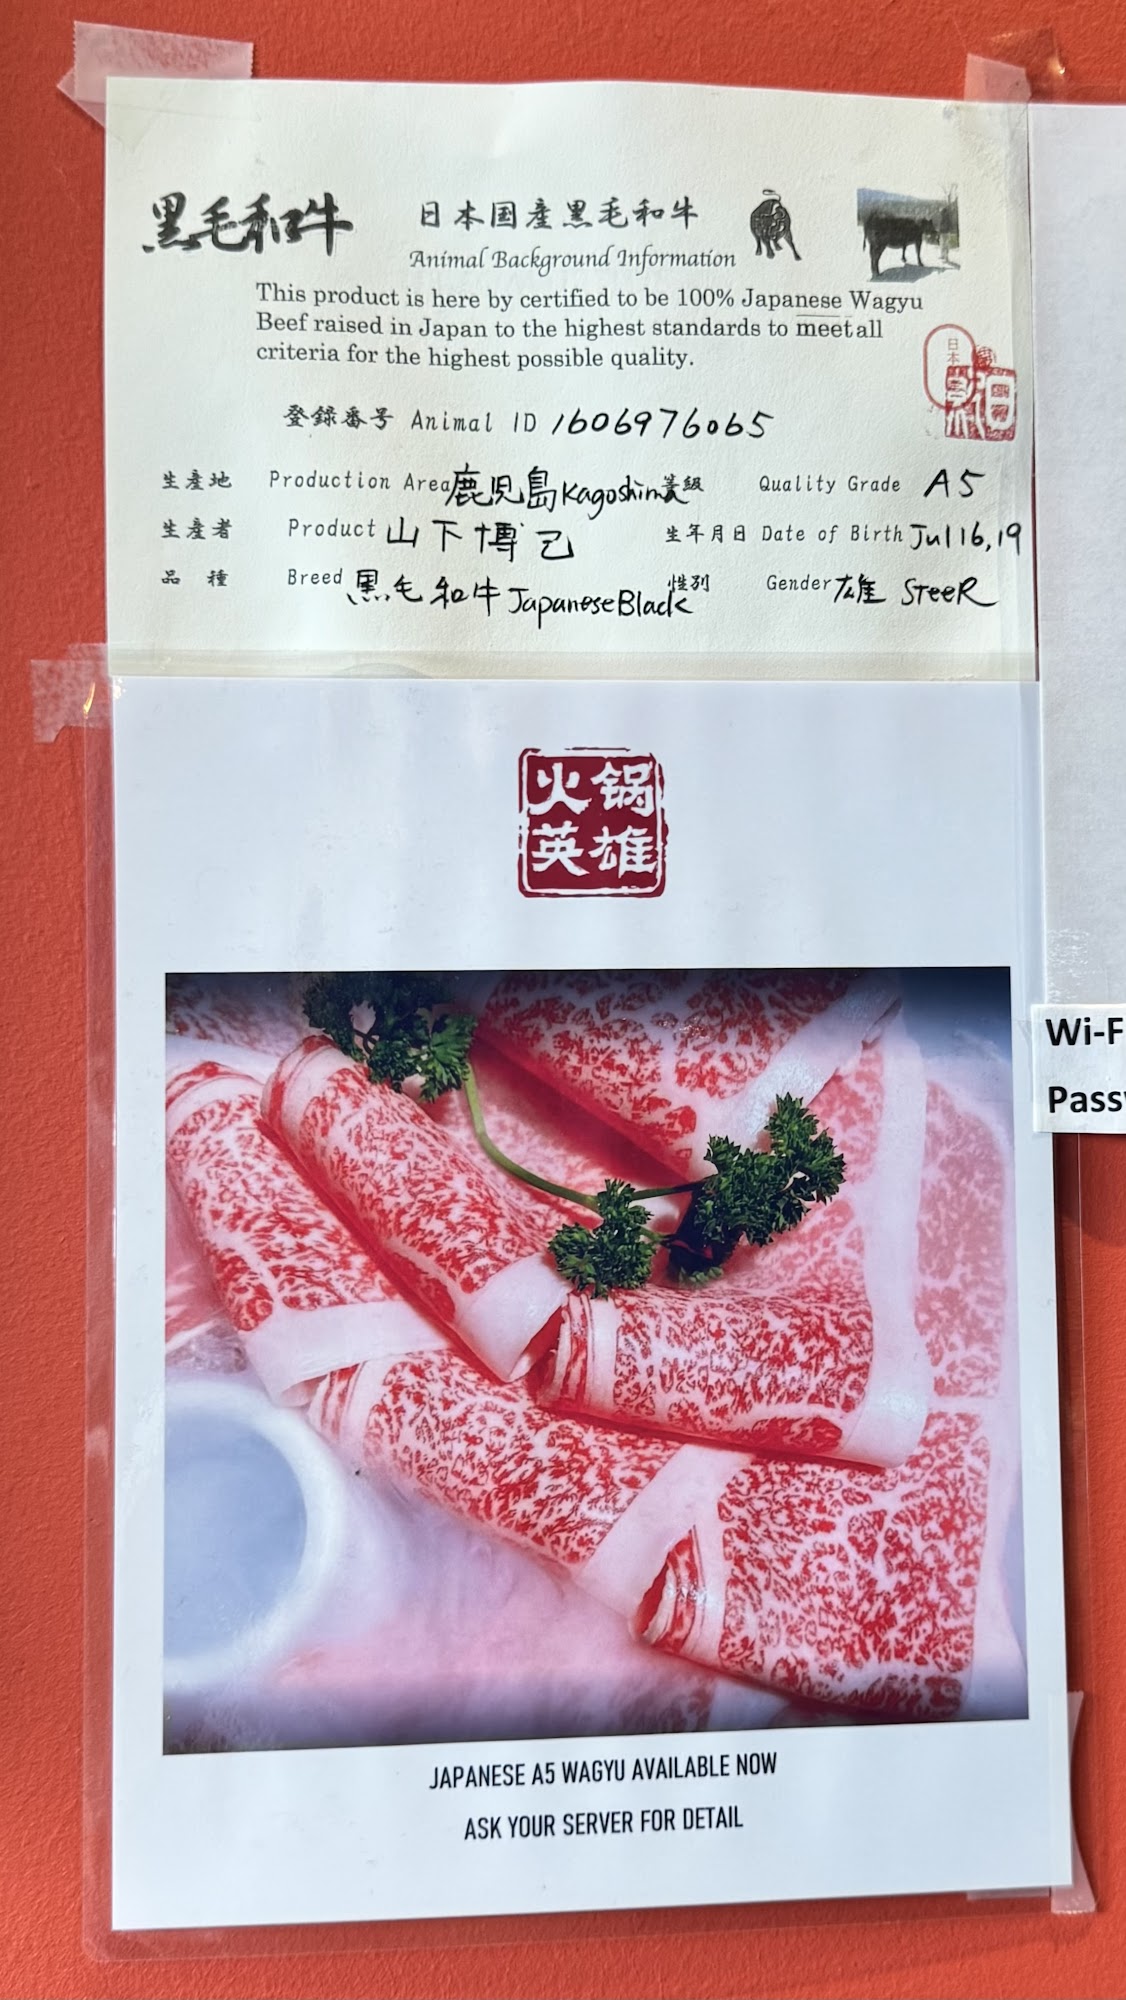 黒毛和牛
日本国産黒毛和牛
Animal Background Information
This product is here by certified to be 100% Japanese Wagyu
Beef raised in Japan to the highest standards to meet all
criteria for the highest possible quality.
日本
登録番号 Animal ID 1606976065
生産地 Production Area 鹿児島 Kagoshima 等級 Quality Grade A5
生産者 Product 山下博己 生年月日 Date of Birth Jul 16, 19
品種 Breed 黒毛和牛 Japanese Black 性別 Gender 雄 SteeR
火锅
英雄
Wi-F
Pass
JAPANESE A5 WAGYU AVAILABLE NOW
ASK YOUR SERVER FOR DETAIL